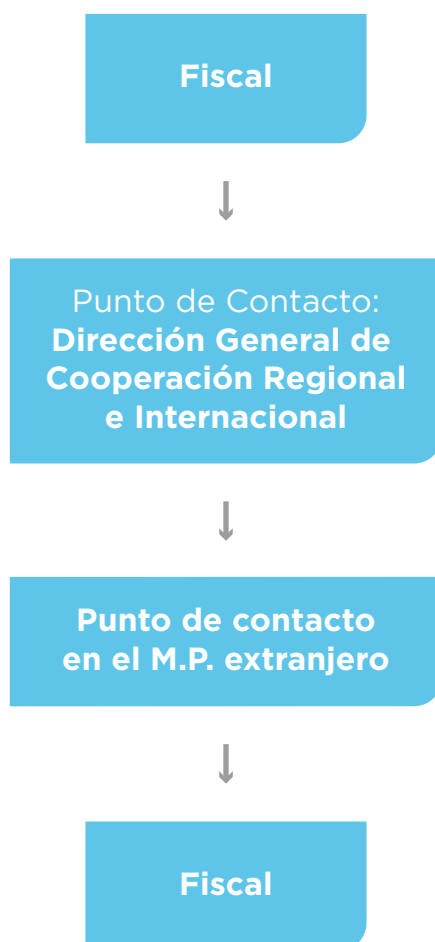 Fiscal
Punto de Contacto:
Dirección General de
Cooperación Regional
e Internacional
Punto de contacto
en el M.P. extranjero
Fiscal